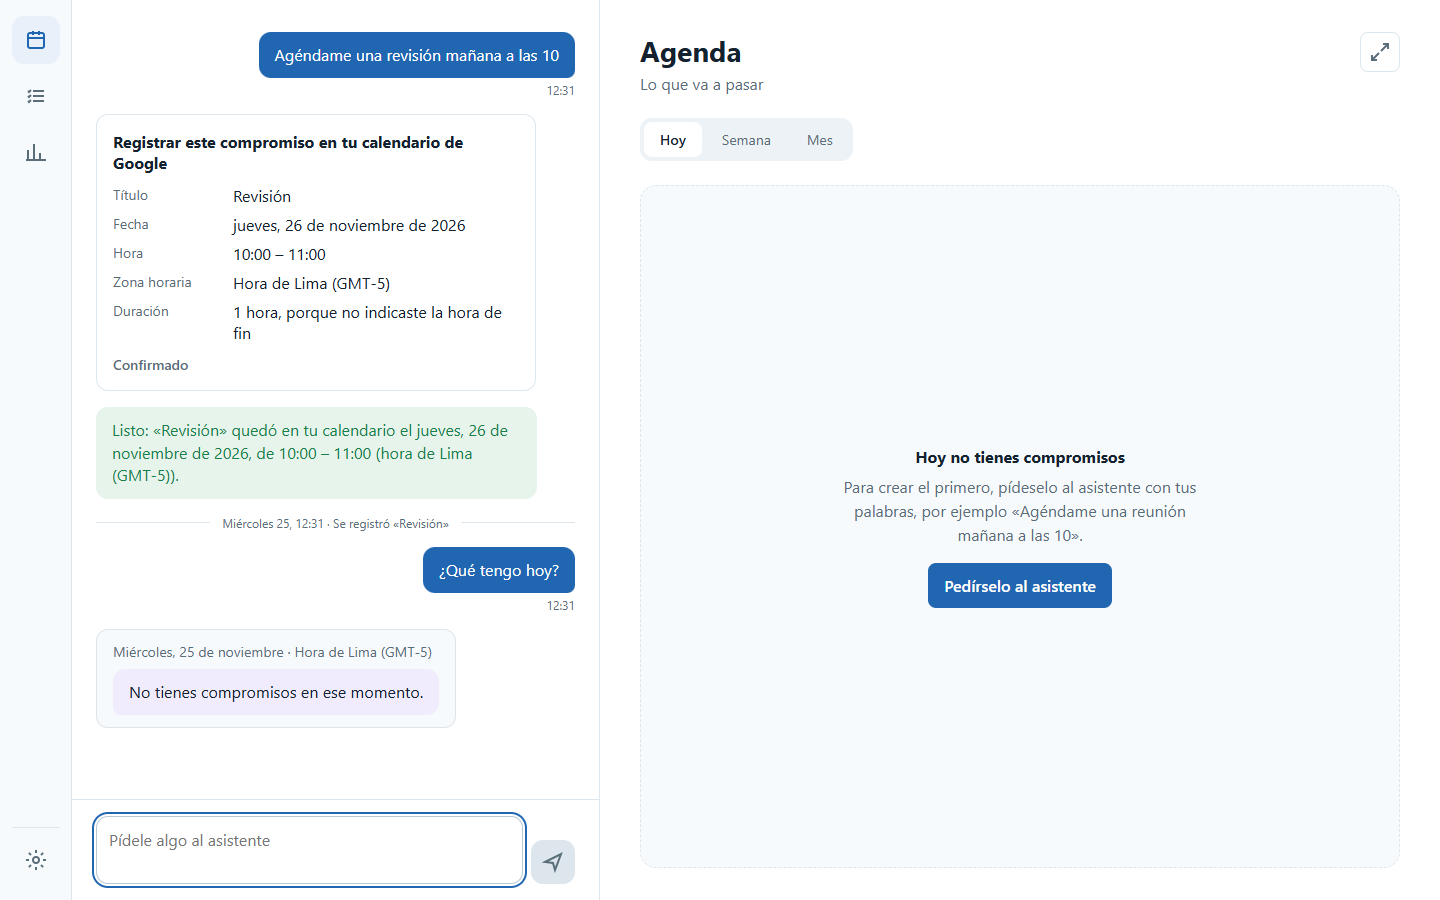 Agéndame una revisión mañana a las 10
12:31
Registrar este compromiso en tu calendario de
Google
Título
Revisión
Fecha
jueves, 26 de noviembre de 2026
Hora
10:00 – 11:00
Zona horaria
Hora de Lima (GMT-5)
Duración
1 hora, porque no indicaste la hora de
fin
Confirmado
Listo: «Revisión» quedó en tu calendario el jueves, 26 de
noviembre de 2026, de 10:00 – 11:00 (hora de Lima
(GMT-5)).
Miércoles 25, 12:31 · Se registró «Revisión»
¿Qué tengo hoy?
12:31
Miércoles, 25 de noviembre · Hora de Lima (GMT-5)
No tienes compromisos en ese momento.
Pídele algo al asistente
Agenda
Lo que va a pasar
Hoy
Semana
Mes
Hoy no tienes compromisos
Para crear el primero, pídeselo al asistente con tus
palabras, por ejemplo «Agéndame una reunión
mañana a las 10».
Pedírselo al asistente